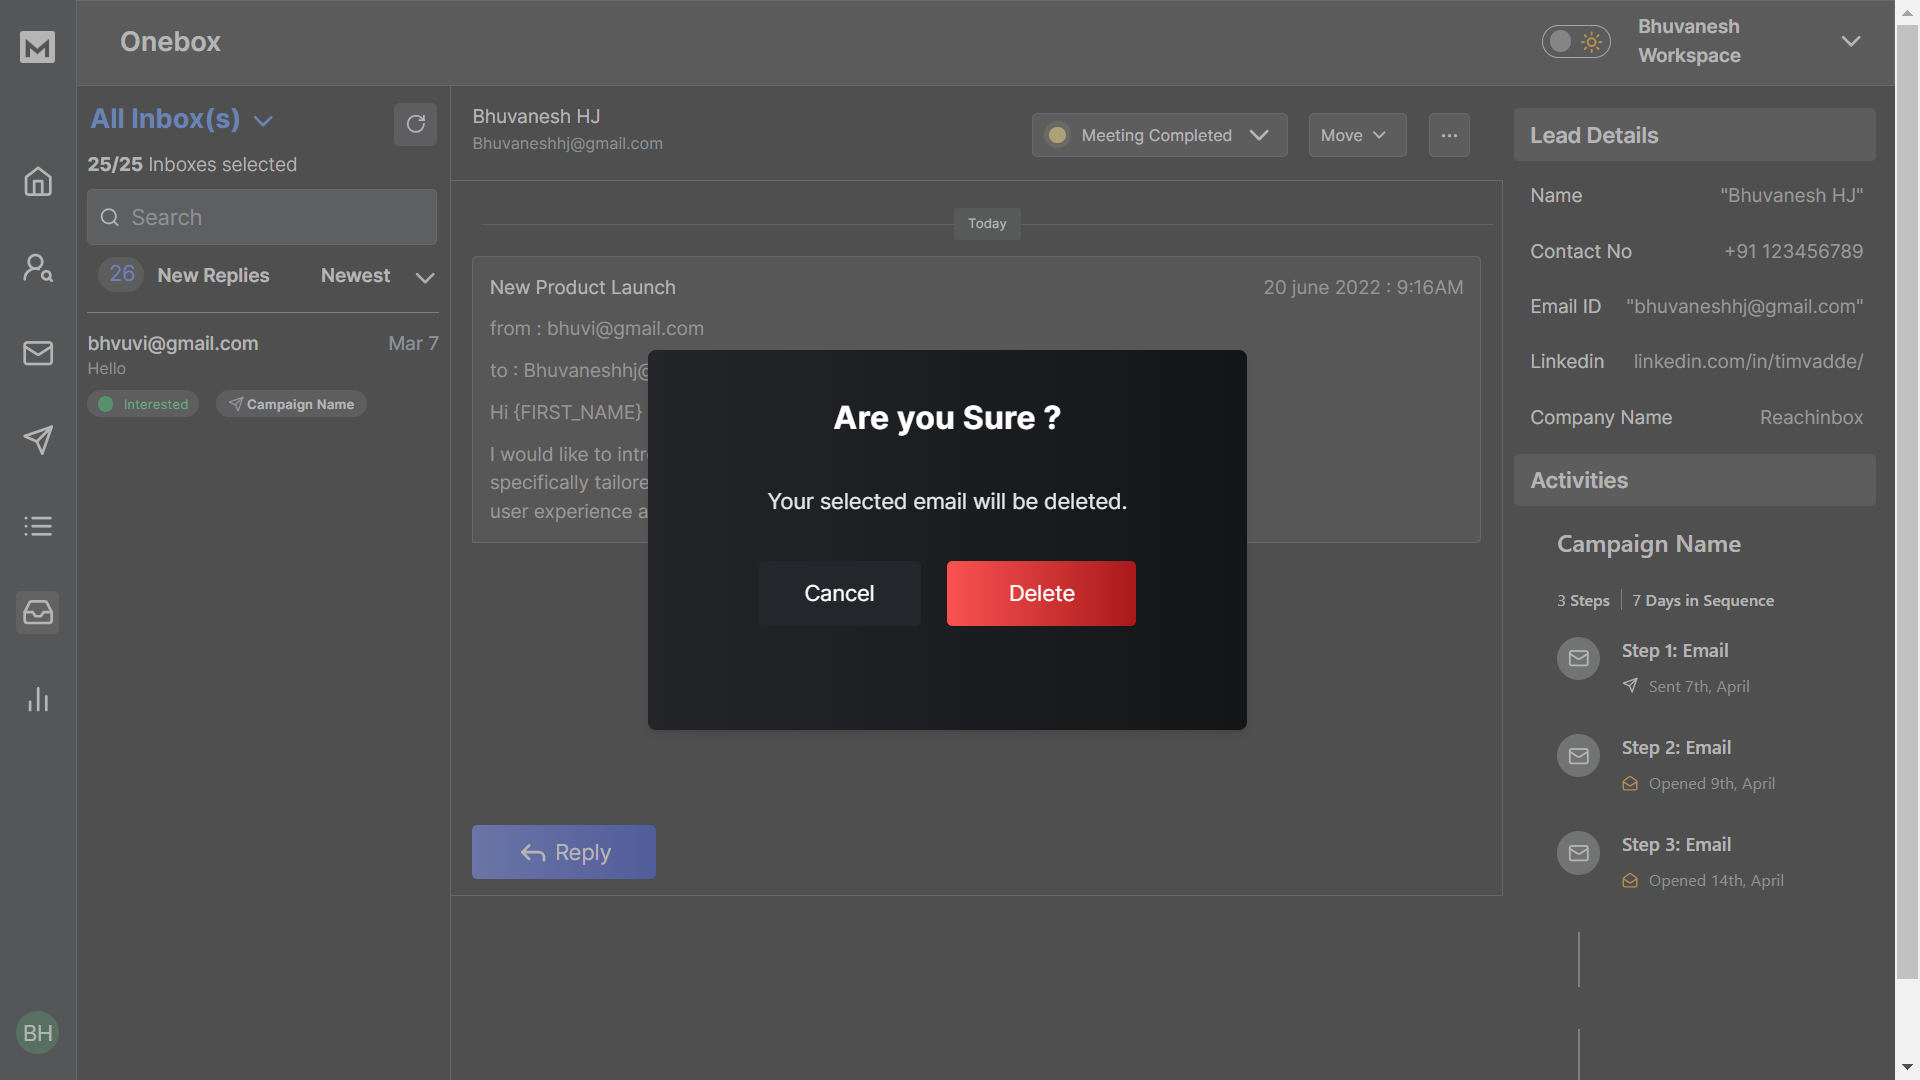 M
Onebox
Bhuvanesh
Workspace
All Inbox(s)
25/25 Inboxes selected
Search
26 New Replies Newest
bhvuvi@gmail.com Mar 7
Hello
Interested Campaign Name
BH
Bhuvanesh HJ
Bhuvaneshhj@gmail.com
Meeting Completed
Move
...
Today
New Product Launch 20 june 2022 : 9:16AM
from : bhuvi@gmail.com
to : Bhuvaneshhj@
Hi {FIRST_NAME}
I would like to intr
specifically tailore
user experience a
Are you Sure ?
Your selected email will be deleted.
Cancel Delete
Reply
Lead Details
Name "Bhuvanesh HJ"
Contact No +91 123456789
Email ID "bhuvaneshhj@gmail.com"
Linkedin linkedin.com/in/timvadde/
Company Name Reachinbox
Activities
Campaign Name
3 Steps 7 Days in Sequence
Step 1: Email
Sent 7th, April
Step 2: Email
Opened 9th, April
Step 3: Email
Opened 14th, April